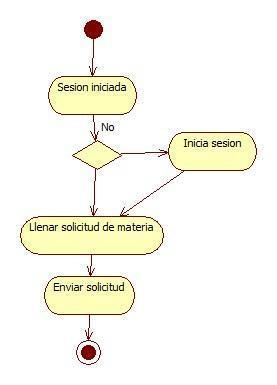 Sesion iniciada
No
Inicia sesion
Llenar solicitud de materia
Enviar solicitud